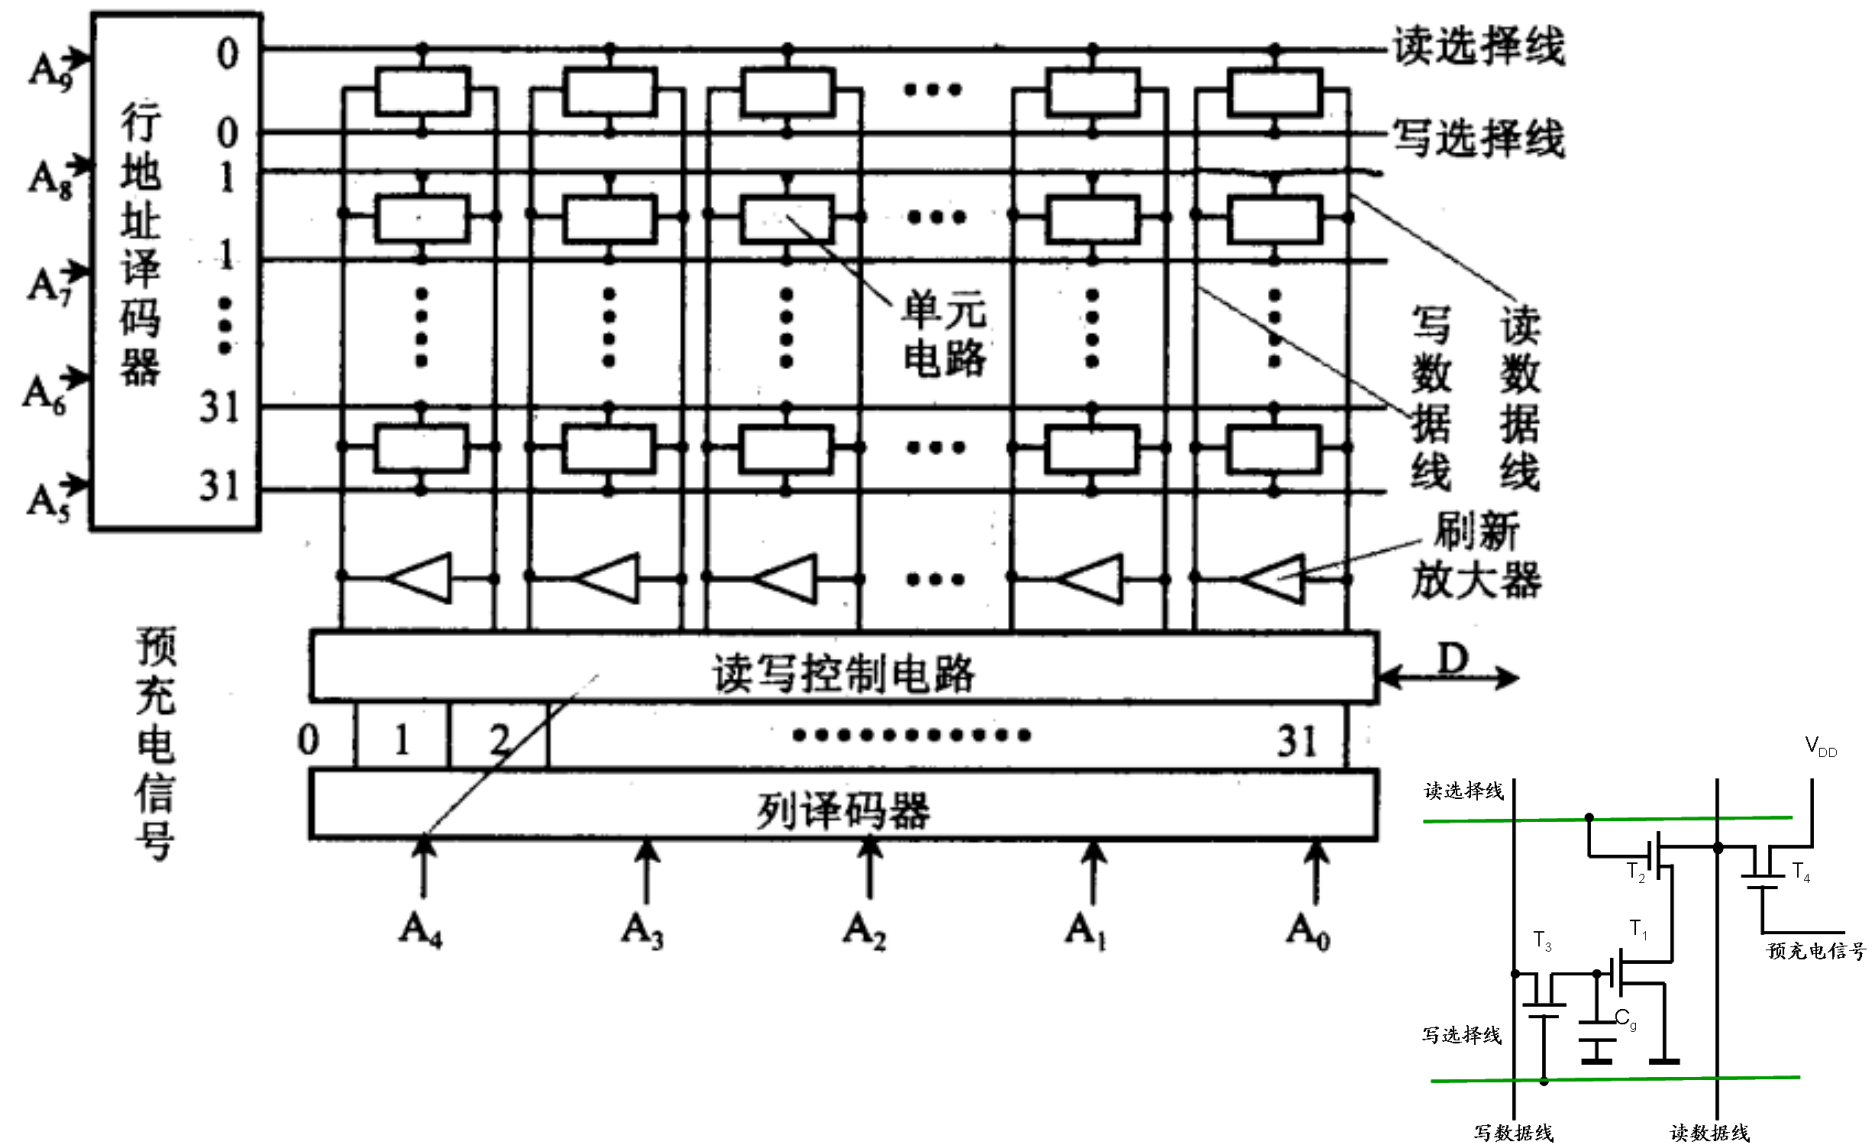 A9
A8
A7
A6
A5
行地址译码器
0
0
1
1
31
31
读选择线
写选择线
单元
电路
写数据线
读数据线
刷新
放大器
预充电信号
读写控制电路
D
0
1
2
31
列译码器
A4
A3
A2
A1
A0
VDD
读选择线
T2
T4
T1
T3
预充电信号
Cg
写选择线
写数据线
读数据线